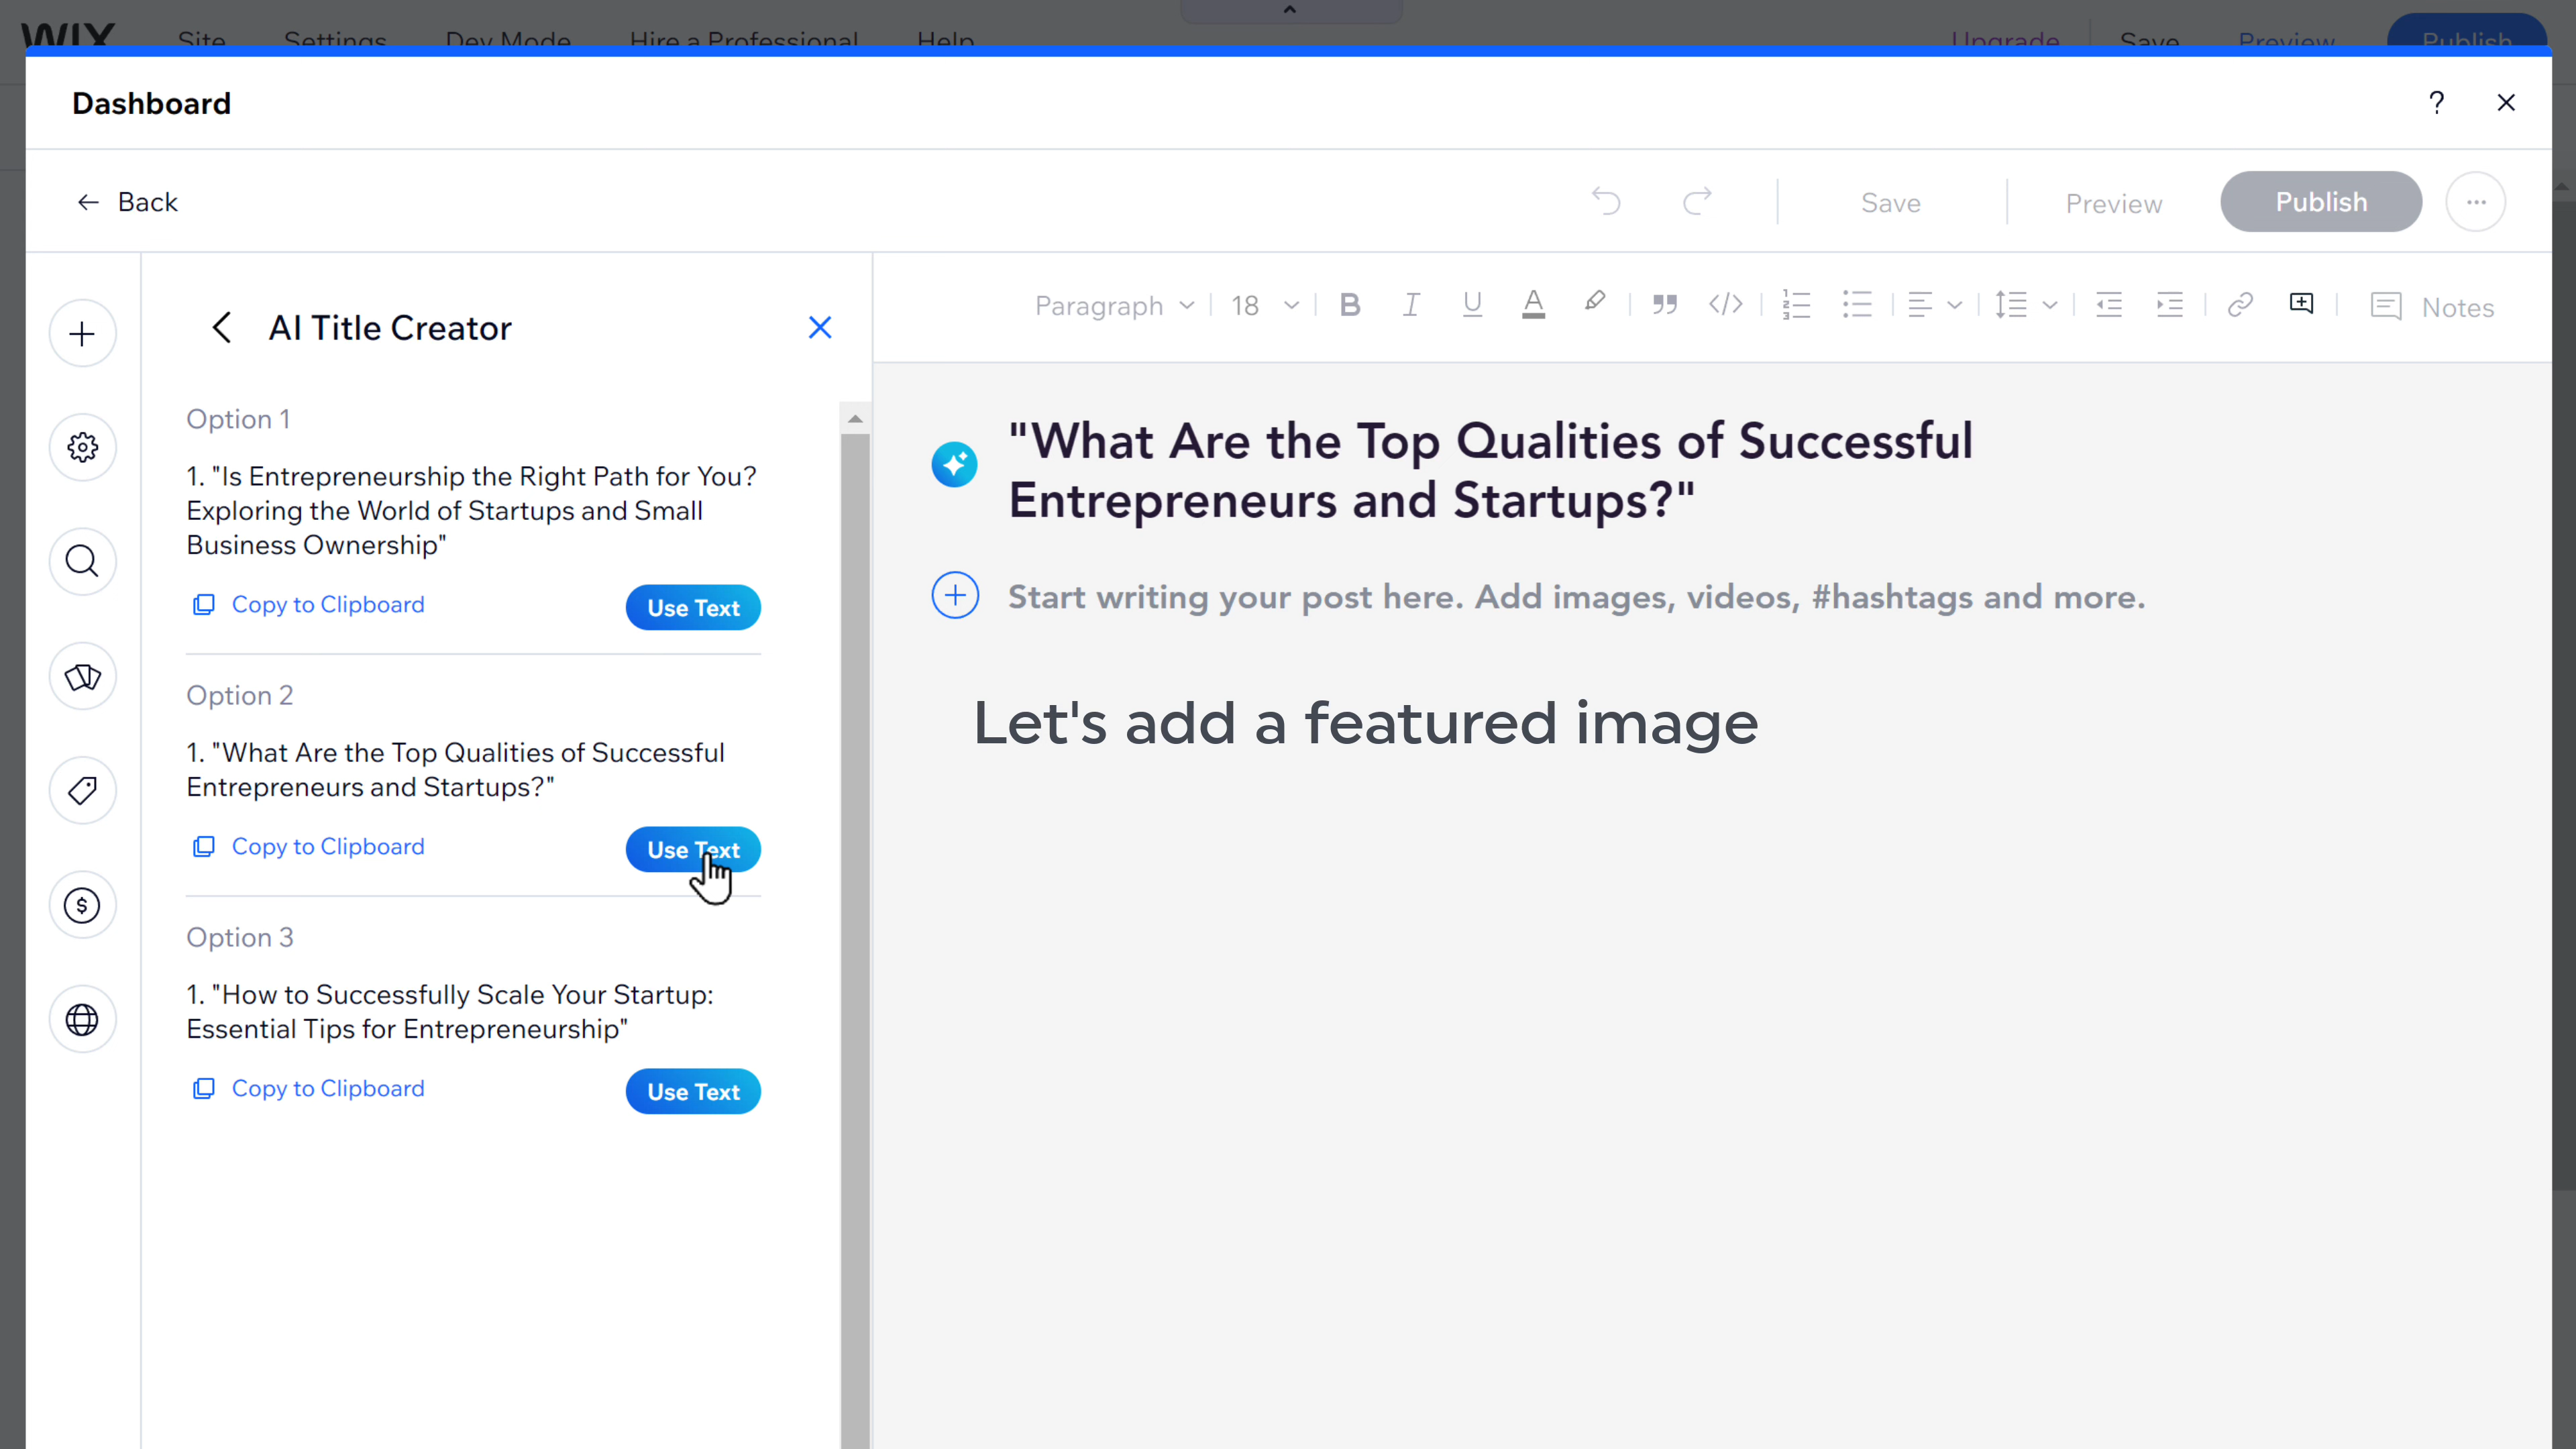 WIX Site Settings Dev Mode Hire a Professional Help Upgrade Save Preview Publish
Dashboard ?
Back Save Preview Publish
Paragraph 18 B I U A Notes
AI Title Creator
Option 1
1. "Is Entrepreneurship the Right Path for You?
Exploring the World of Startups and Small
Business Ownership"
Copy to Clipboard Use Text
Option 2
1. "What Are the Top Qualities of Successful
Entrepreneurs and Startups?"
Copy to Clipboard Use Text
Option 3
1. "How to Successfully Scale Your Startup:
Essential Tips for Entrepreneurship"
Copy to Clipboard Use Text
"What Are the Top Qualities of Successful
Entrepreneurs and Startups?"
Start writing your post here. Add images, videos, #hashtags and more.
Let's add a featured image